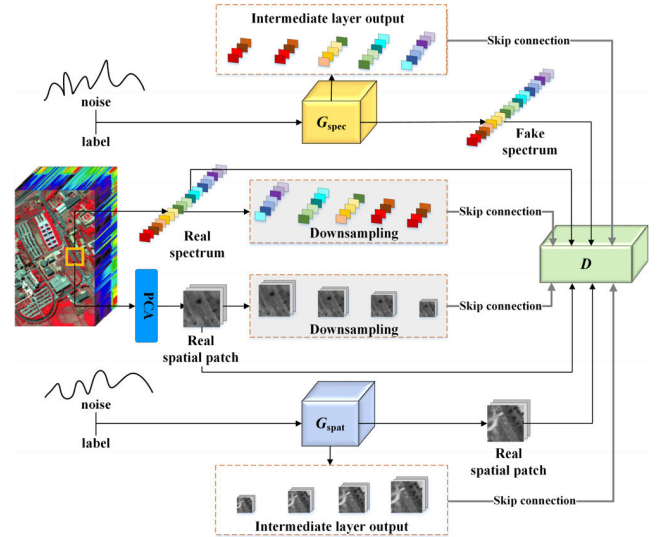 Intermediate layer output
Skip connection
noise
label
G_spec
Fake
spectrum
Real
spectrum
Downsampling
Skip connection
D
PCA
Real
spatial patch
Downsampling
Skip connection
noise
label
G_spat
Real
spatial patch
Intermediate layer output
Skip connection